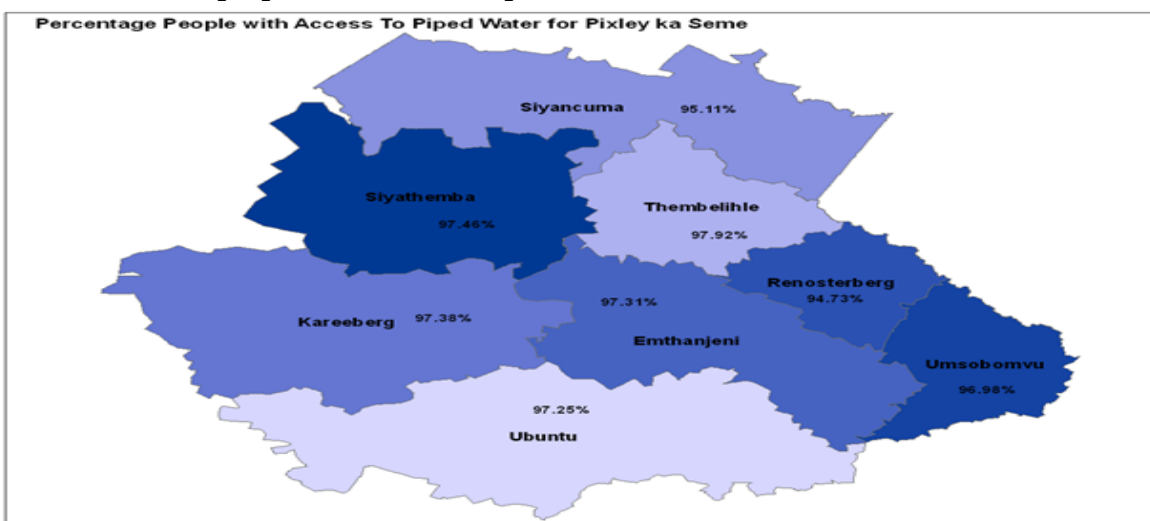 Percentage People with Access To Piped Water for Pixley ka Seme
Siyancuma
95.11%
Siyathemba
97.46%
Thembelihle
97.92%
Renosterberg
94.73%
Kareeberg
97.38%
97.31%
Emthanjeni
Umsobomvu
96.98%
97.25%
Ubuntu